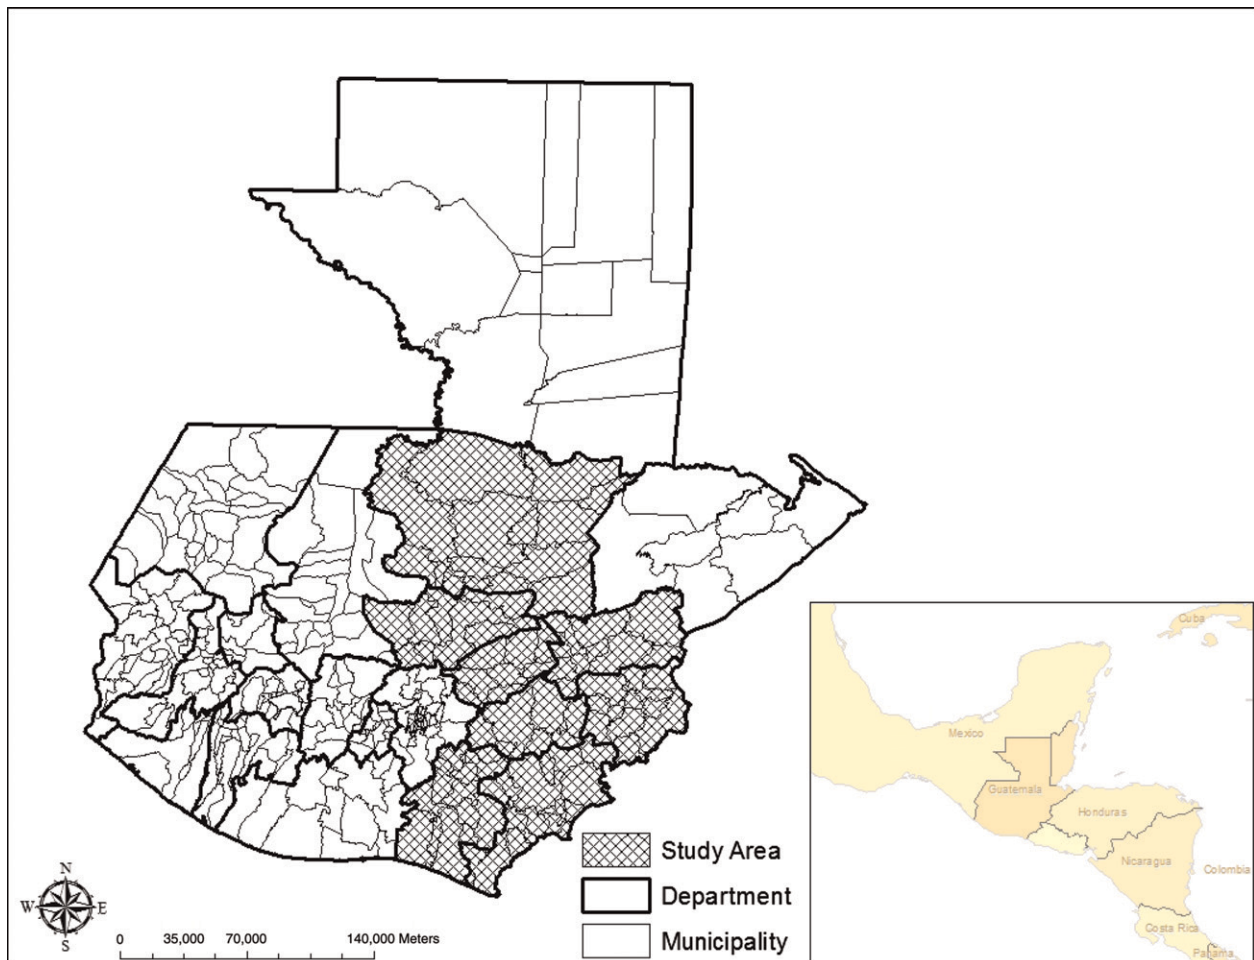 Study Area
Department
Municipality
N
W E
S
0 35,000 70,000 140,000 Meters
Cuba
Mexico
Guatemala
Honduras
Nicaragua
Colombia
Costa Rica
Panama